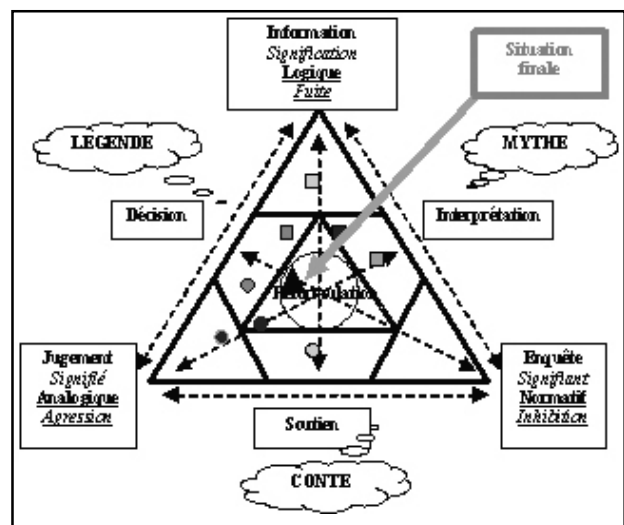 Information
Signification
Logique
Fuite
Situation
finale
LEGENDE
MYTHE
Décision
Interprétation
Jugement
Signifié
Analogique
Agression
Enquête
Signifiant
Normatif
Inhibition
Soutien
CONTE